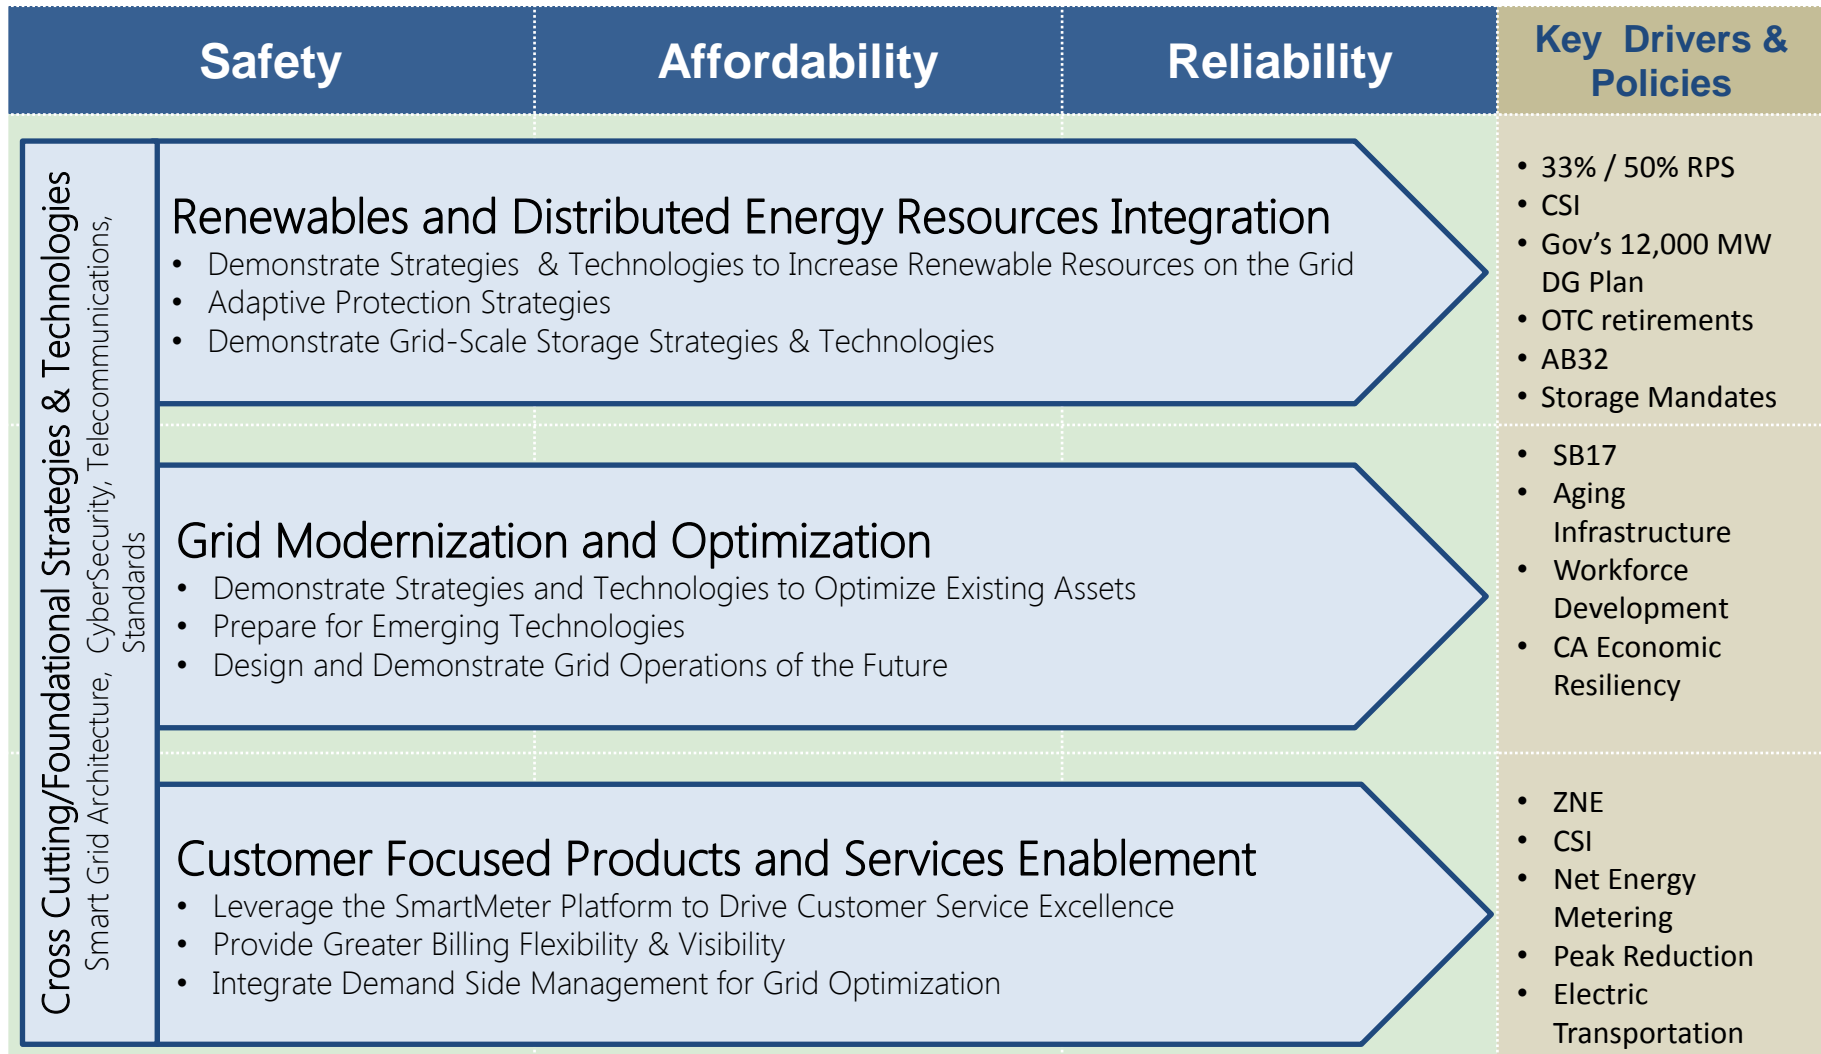 Safety
Affordability
Reliability
Key Drivers &
Policies
Cross Cutting/Foundational Strategies & Technologies
Smart Grid Architecture, CyberSecurity, Telecommunications,
Standards
Renewables and Distributed Energy Resources Integration
• Demonstrate Strategies & Technologies to Increase Renewable Resources on the Grid
• Adaptive Protection Strategies
• Demonstrate Grid-Scale Storage Strategies & Technologies
• 33% / 50% RPS
• CSI
• Gov's 12,000 MW
DG Plan
• OTC retirements
• AB32
• Storage Mandates
Grid Modernization and Optimization
• Demonstrate Strategies and Technologies to Optimize Existing Assets
• Prepare for Emerging Technologies
• Design and Demonstrate Grid Operations of the Future
• SB17
• Aging
Infrastructure
• Workforce
Development
• CA Economic
Resiliency
Customer Focused Products and Services Enablement
• Leverage the SmartMeter Platform to Drive Customer Service Excellence
• Provide Greater Billing Flexibility & Visibility
• Integrate Demand Side Management for Grid Optimization
• ZNE
• CSI
• Net Energy
Metering
• Peak Reduction
• Electric
Transportation